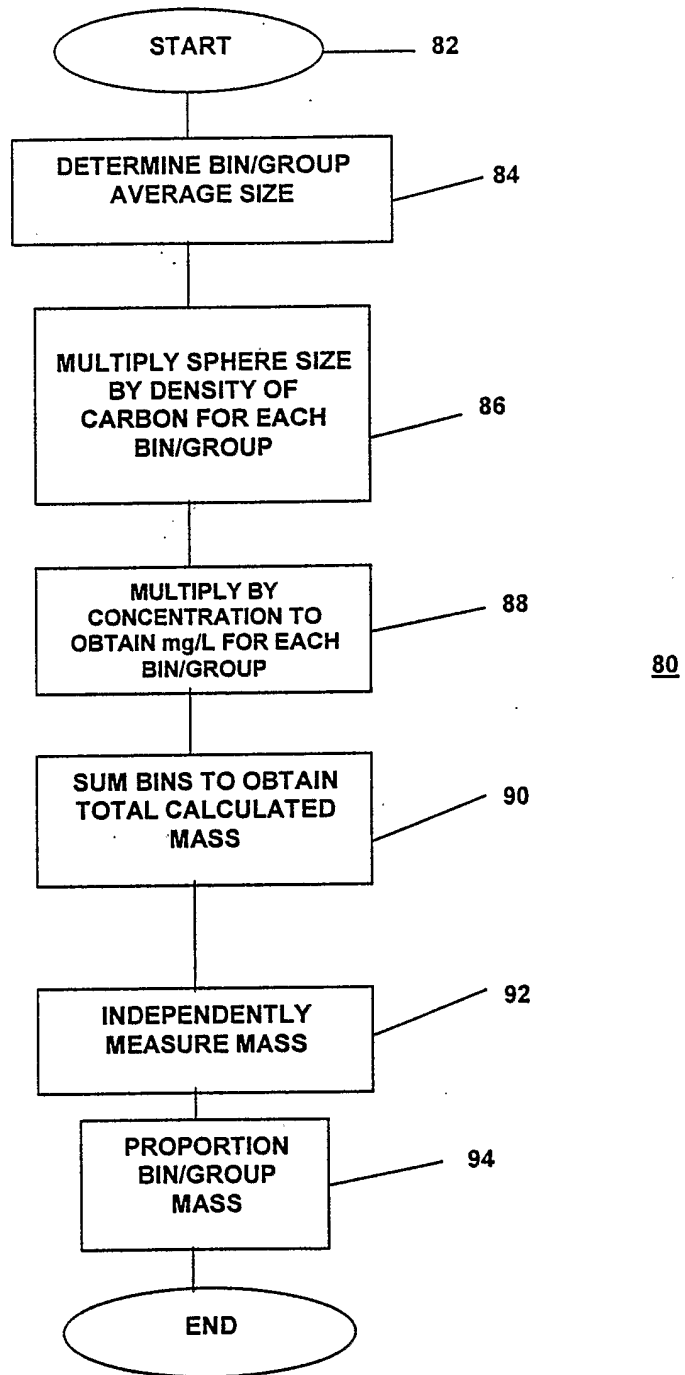 START
82
DETERMINE BIN/GROUP
AVERAGE SIZE
84
MULTIPLY SPHERE SIZE
BY DENSITY OF
CARBON FOR EACH
BIN/GROUP
86
MULTIPLY BY
CONCENTRATION TO
OBTAIN mg/L FOR EACH
BIN/GROUP
88
80
SUM BINS TO OBTAIN
TOTAL CALCULATED
MASS
90
INDEPENDENTLY
MEASURE MASS
92
PROPORTION
BIN/GROUP
MASS
94
END